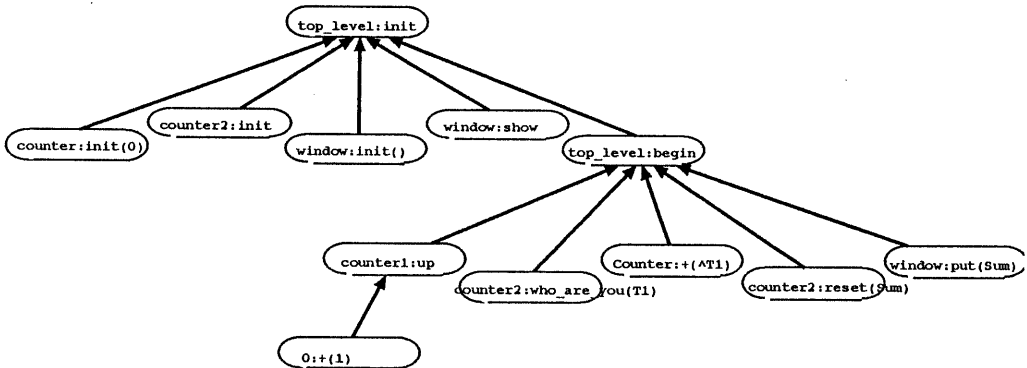 top_level:init
counter:init(0)
counter2:init
window:init()
window:show
top_level:begin
counter1:up
counter2:who_are_you(T1)
Counter:+(^T1)
counter2:reset(Sum)
window:put(Sum)
0:+(1)